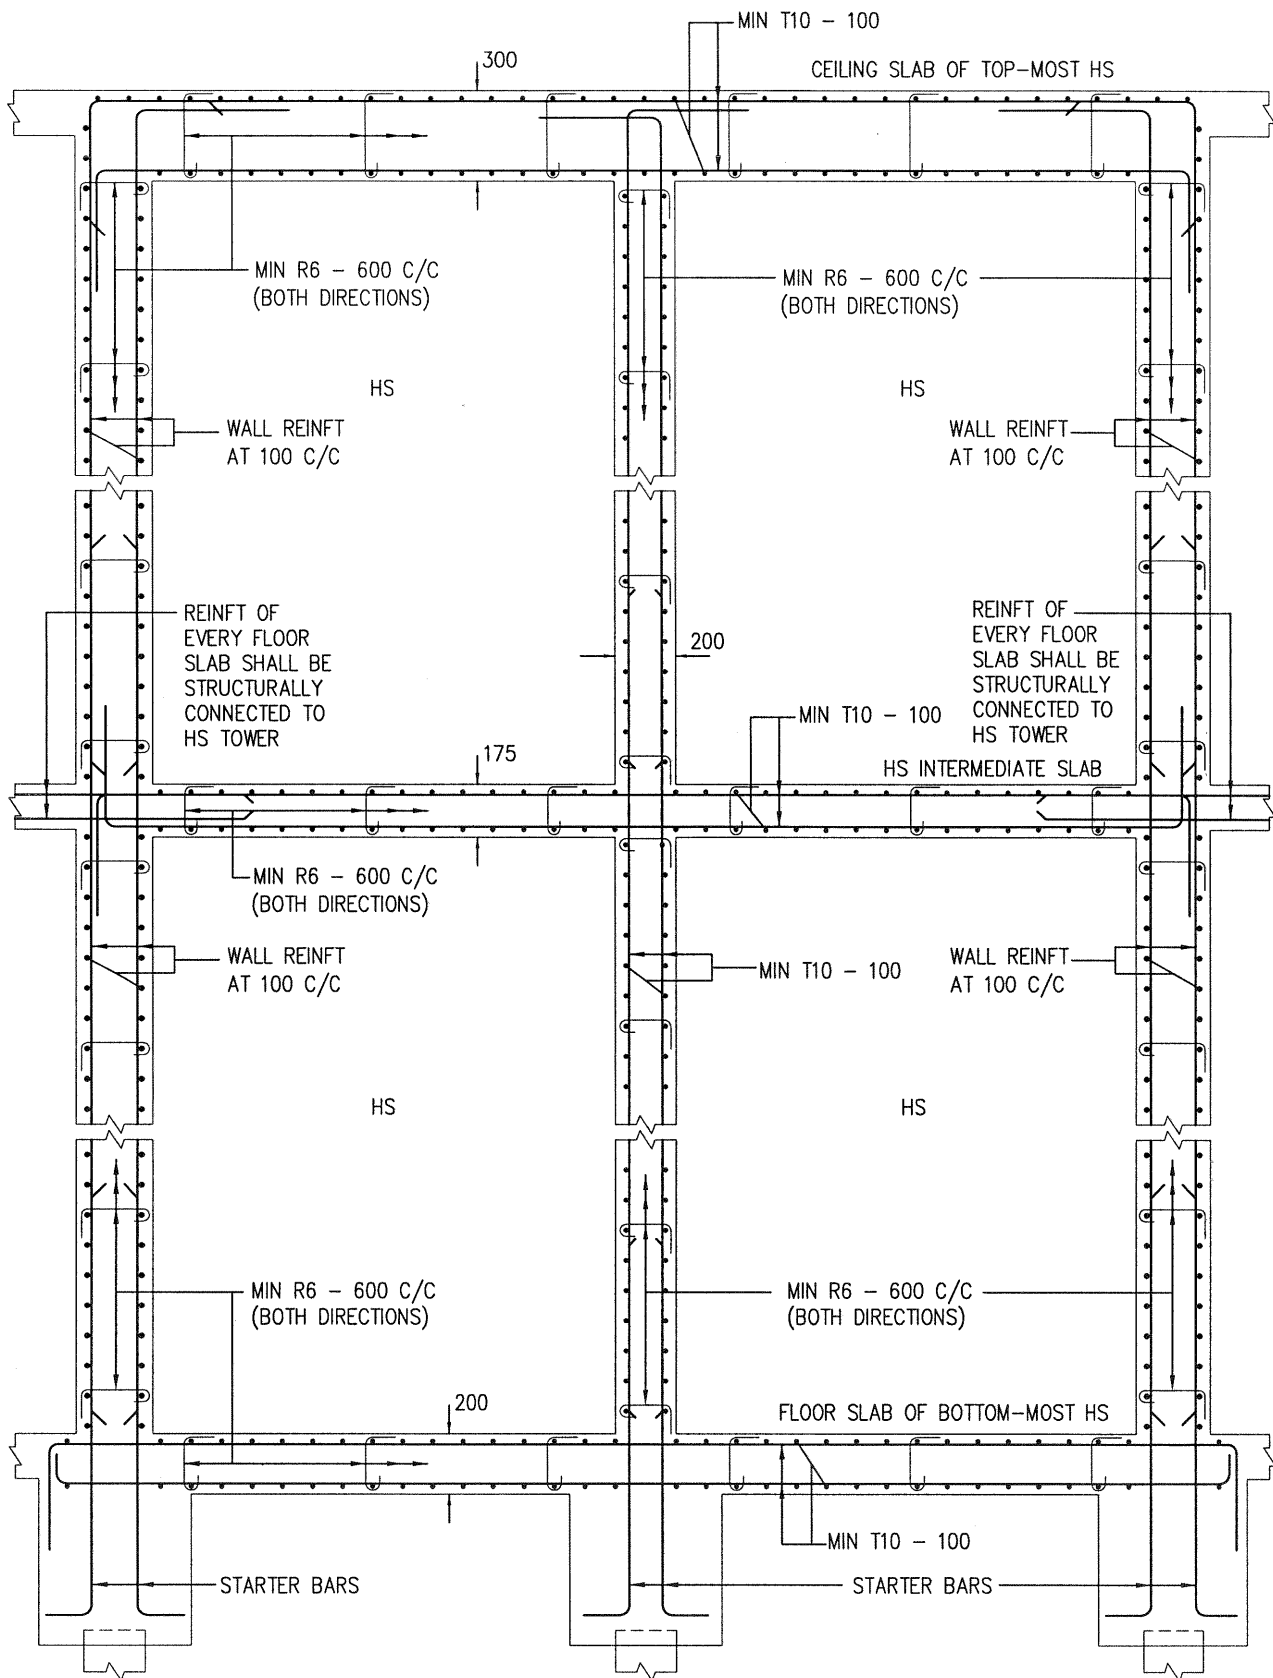 MIN T10 - 100
300
CEILING SLAB OF TOP-MOST HS
MIN R6 - 600 C/C
(BOTH DIRECTIONS)
MIN R6 - 600 C/C
(BOTH DIRECTIONS)
HS
HS
WALL REINFT
AT 100 C/C
WALL REINFT
AT 100 C/C
REINFT OF
EVERY FLOOR
SLAB SHALL BE
STRUCTURALLY
CONNECTED TO
HS TOWER
200
REINFT OF
EVERY FLOOR
SLAB SHALL BE
STRUCTURALLY
CONNECTED TO
HS TOWER
MIN T10 - 100
175
HS INTERMEDIATE SLAB
MIN R6 - 600 C/C
(BOTH DIRECTIONS)
WALL REINFT
AT 100 C/C
MIN T10 - 100
WALL REINFT
AT 100 C/C
HS
HS
MIN R6 - 600 C/C
(BOTH DIRECTIONS)
MIN R6 - 600 C/C
(BOTH DIRECTIONS)
200
FLOOR SLAB OF BOTTOM-MOST HS
MIN T10 - 100
STARTER BARS
STARTER BARS